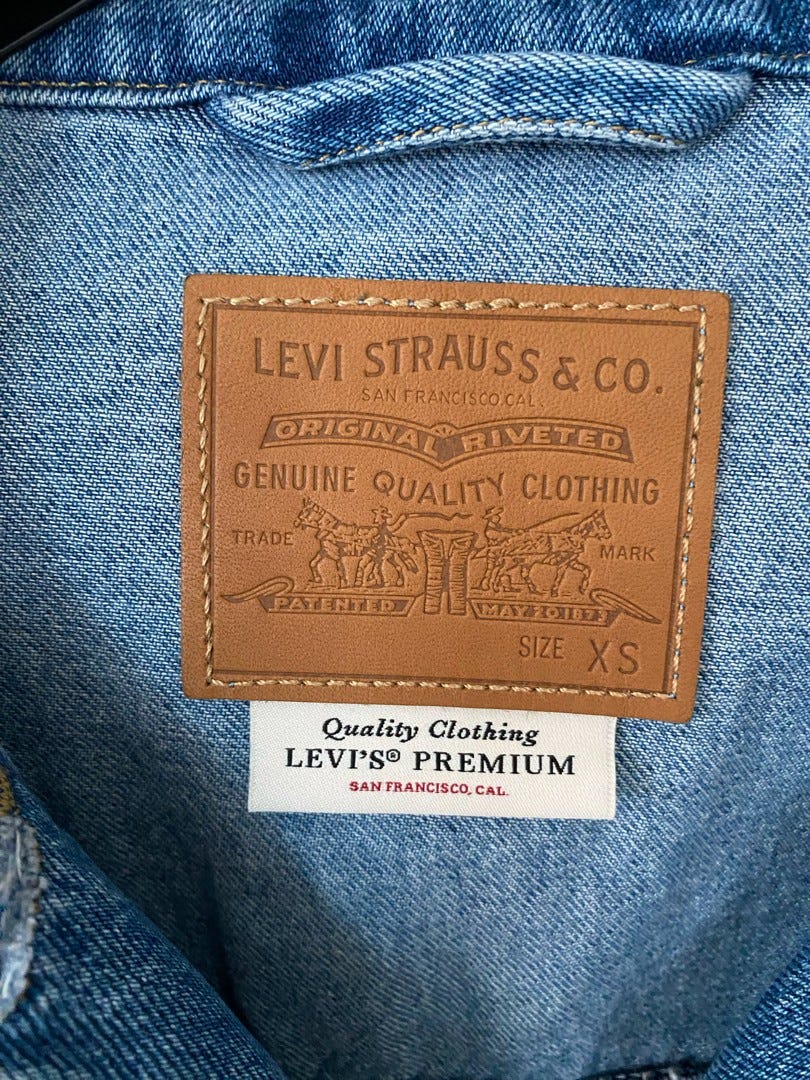 LEVI STRAUSS & CO.
SAN FRANCISCO CAL.
ORIGINAL RIVETED
GENUINE QUALITY CLOTHING
TRADE MARK
PATENTED MAY 20 1873
SIZE XS
Quality Clothing
LEVI'S® PREMIUM
SAN FRANCISCO, CAL.